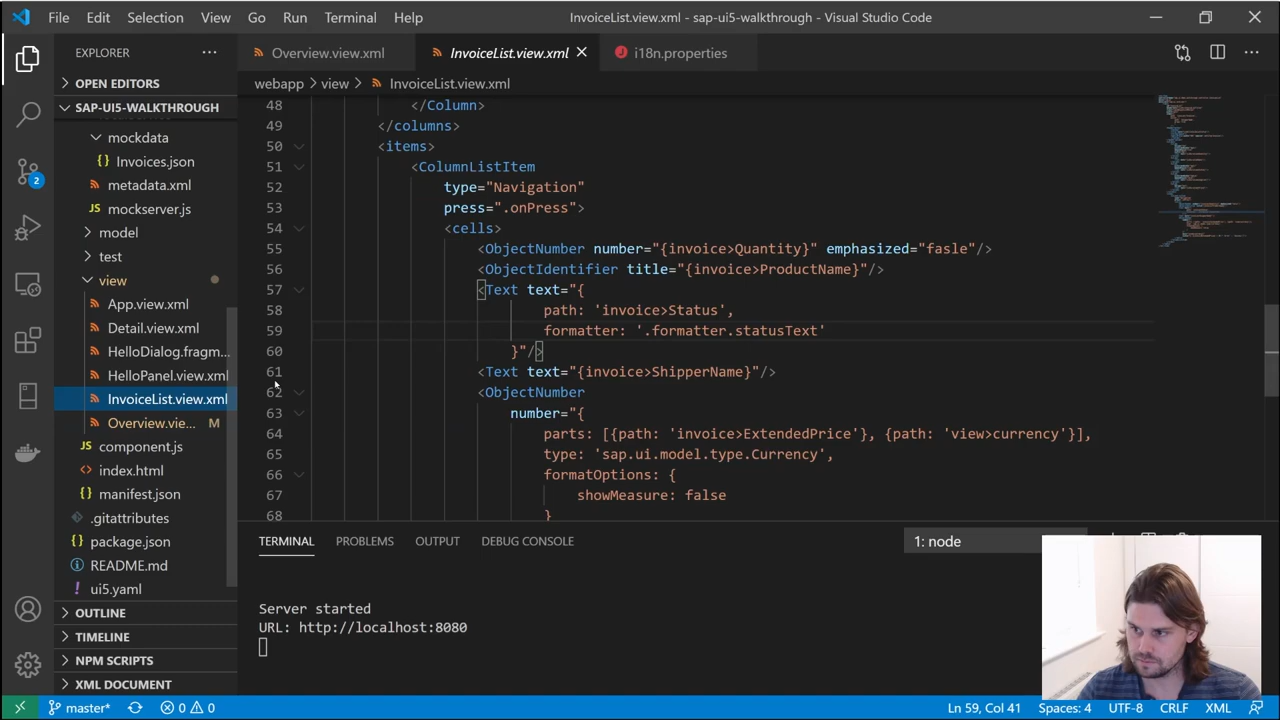 File Edit Selection View Go Run Terminal Help
InvoiceList.view.xml - sap-ui5-walkthrough - Visual Studio Code
EXPLORER
OPEN EDITORS
SAP-UI5-WALKTHROUGH
mockdata
{} Invoices.json
metadata.xml
JS mockserver.js
model
test
view
App.view.xml
Detail.view.xml
HelloDialog.fragm...
HelloPanel.view.xml
InvoiceList.view.xml
Overview.vie... M
JS component.js
<> index.html
{} manifest.json
.gitattributes
package.json
README.md
! ui5.yaml
OUTLINE
TIMELINE
NPM SCRIPTS
XML DOCUMENT
2
Overview.view.xml
InvoiceList.view.xml
i18n.properties
webapp > view > InvoiceList.view.xml
48 </Column>
49 </columns>
50 <items>
51 <ColumnListItem
52 type="Navigation"
53 press=".onPress">
54 <cells>
55 <ObjectNumber number="{invoice>Quantity}" emphasized="fasle"/>
56 <ObjectIdentifier title="{invoice>ProductName}"/>
57 <Text text="{
58 path: 'invoice>Status',
59 formatter: '.formatter.statusText'
60 }"/>
61 <Text text="{invoice>ShipperName}"/>
62 <ObjectNumber
63 number="{
64 parts: [{path: 'invoice>ExtendedPrice'}, {path: 'view>currency'}],
65 type: 'sap.ui.model.type.Currency',
66 formatOptions: {
67 showMeasure: false
68 }
TERMINAL PROBLEMS OUTPUT DEBUG CONSOLE
1: node
Server started
URL: http://localhost:8080
master* 0 0
Ln 59, Col 41 Spaces: 4 UTF-8 CRLF XML